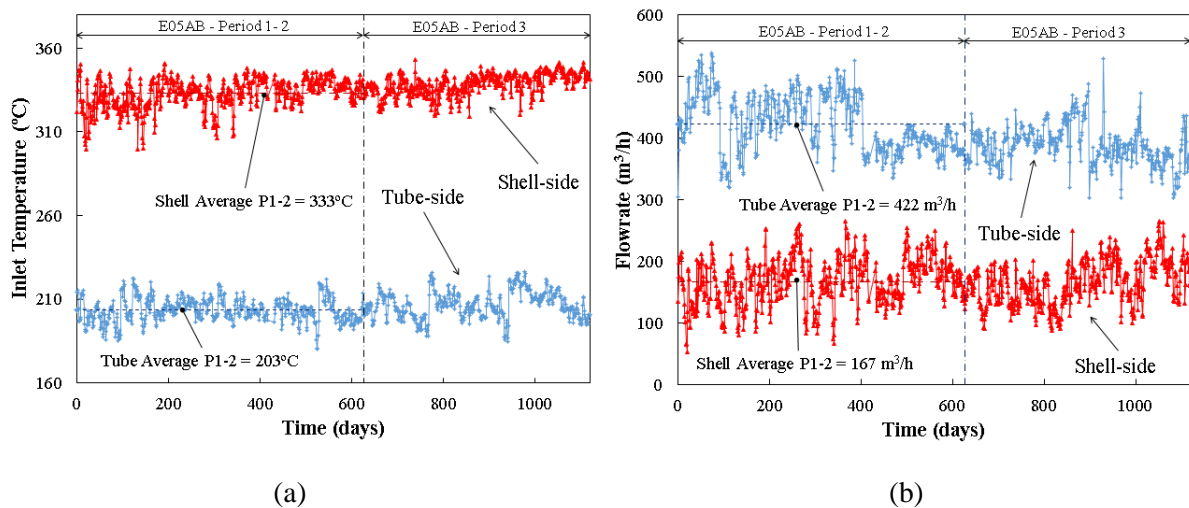 E05AB - Period 1- 2
E05AB - Period 3
360
310
260
210
160
Inlet Temperature (°C)
Tube-side
Shell Average P1-2 = 333°C
Shell-side
Tube Average P1-2 = 203°C
0
200
400
600
800
1000
Time (days)
(a)
E05AB - Period 1- 2
E05AB - Period 3
600
500
400
300
200
100
0
Flowrate (m³/h)
Tube Average P1-2 = 422 m³/h
Tube-side
Shell Average P1-2 = 167 m³/h
Shell-side
0
200
400
600
800
1000
Time (days)
(b)